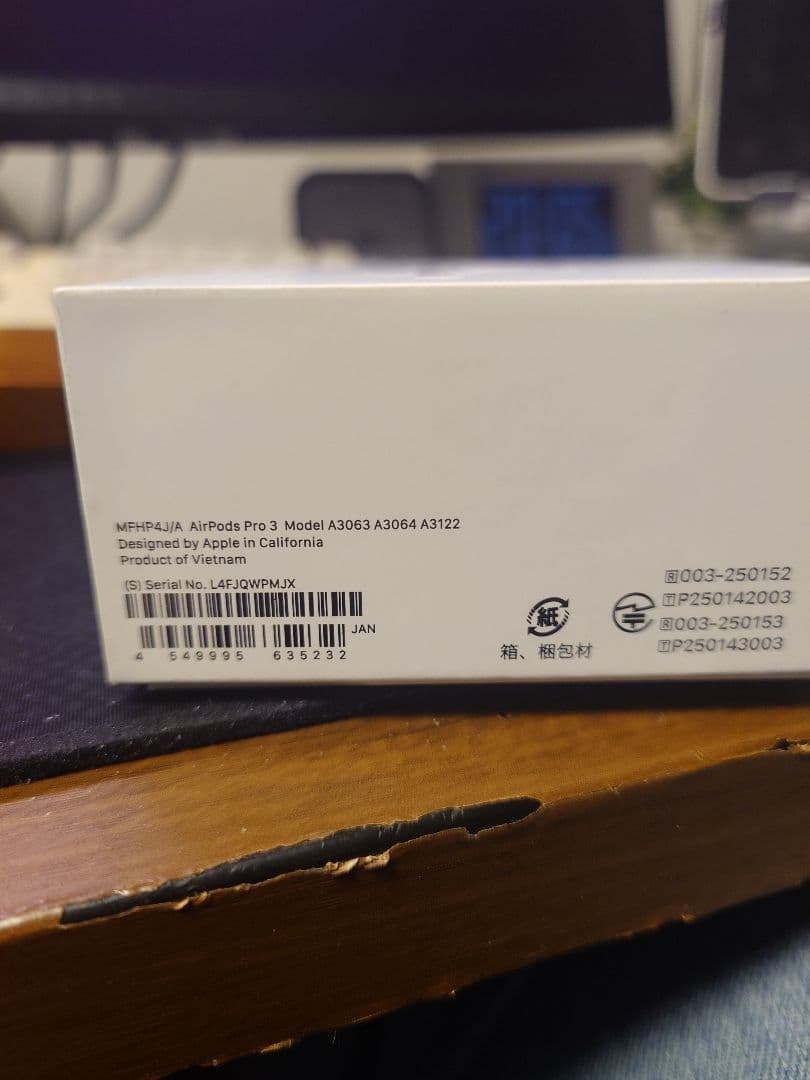 MFHP4J/A AirPods Pro 3 Model A3063 A3064 A3122
Designed by Apple in California
Product of Vietnam
(S) Serial No. L4FJQWPMJX
JAN
4 549995 635232
紙
箱、梱包材
R003-250152
TP250142003
R003-250153
TP250143003